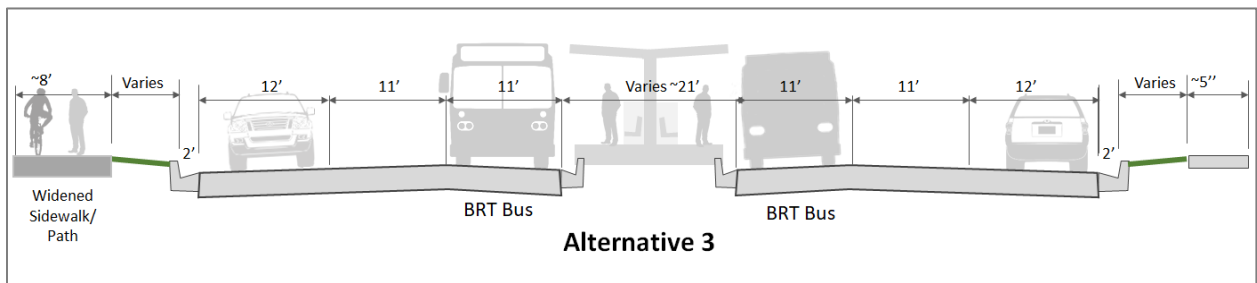 ~8’
Varies
12’
11’
11’
Varies ~21’
11’
11’
12’
Varies
~5’’
2’
2’
Widened
Sidewalk/
Path
BRT Bus
BRT Bus
Alternative 3